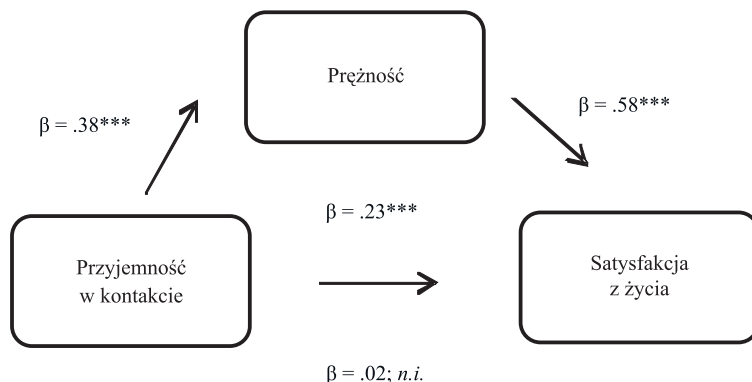 Prężność
β = .38***
β = .58***
β = .23***
Przyjemność
w kontakcie
Satysfakcja
z życia
β = .02; n.i.